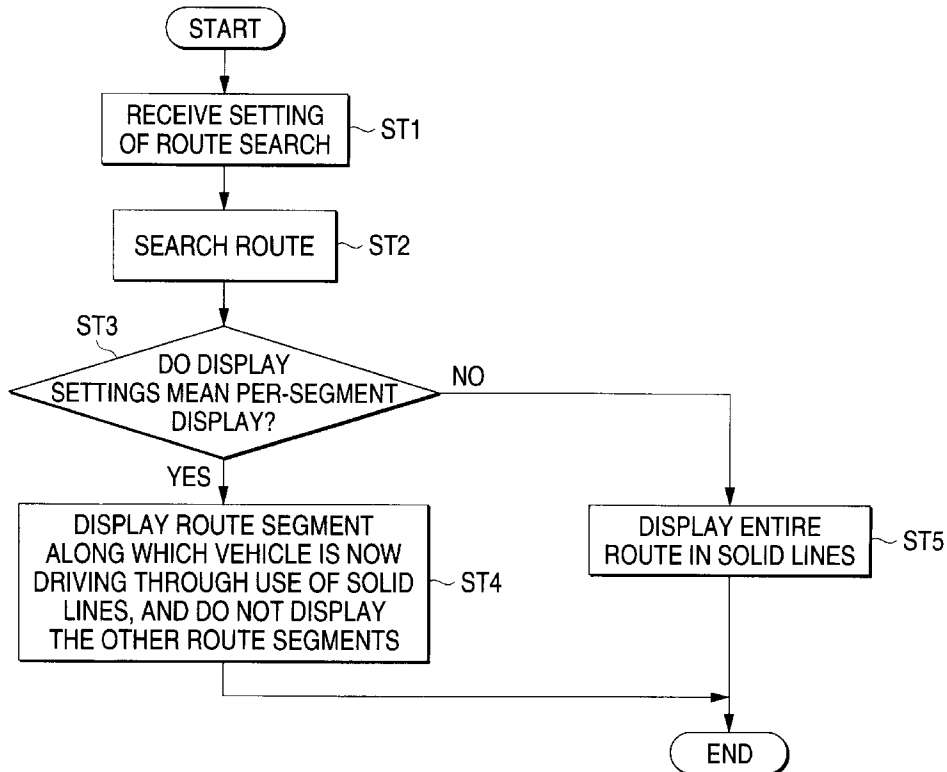 START
RECEIVE SETTING
OF ROUTE SEARCH
ST1
SEARCH ROUTE
ST2
ST3
DO DISPLAY
SETTINGS MEAN PER-SEGMENT
DISPLAY?
NO
YES
DISPLAY ROUTE SEGMENT
ALONG WHICH VEHICLE IS NOW
DRIVING THROUGH USE OF SOLID
LINES, AND DO NOT DISPLAY
THE OTHER ROUTE SEGMENTS
ST4
DISPLAY ENTIRE
ROUTE IN SOLID LINES
ST5
END